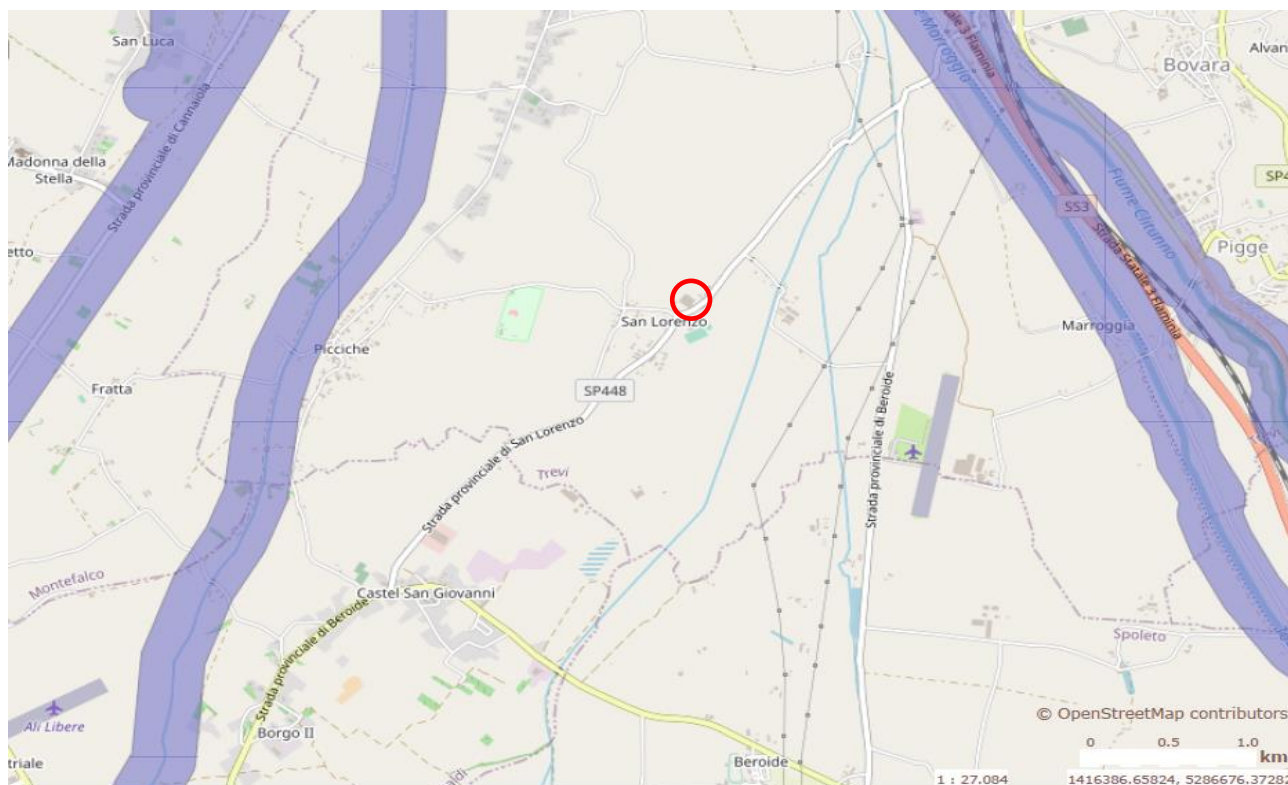 San Luca
Strada provinciale di Cannaiola
Madonna della
Stella
etto
Fratta
Picciche
San Lorenzo
SP448
Strada provinciale di San Lorenzo
Trevi
Montefalco
Castel San Giovanni
Strada provinciale di Beroide
Borgo II
Ali Libere
triale
Strada Statale 3 Flaminia
Fiume Marroggia
Bovara
Alvan
SP4
SS3
Fiume Clitunno
Strada Statale 3 Flaminia
Pigge
Marroggia
Strada provinciale di Beroide
Spoleto
Beroide
© OpenStreetMap contributors
0 0.5 1.0
km
1 : 27.084
1416386.65824, 5286676.37282